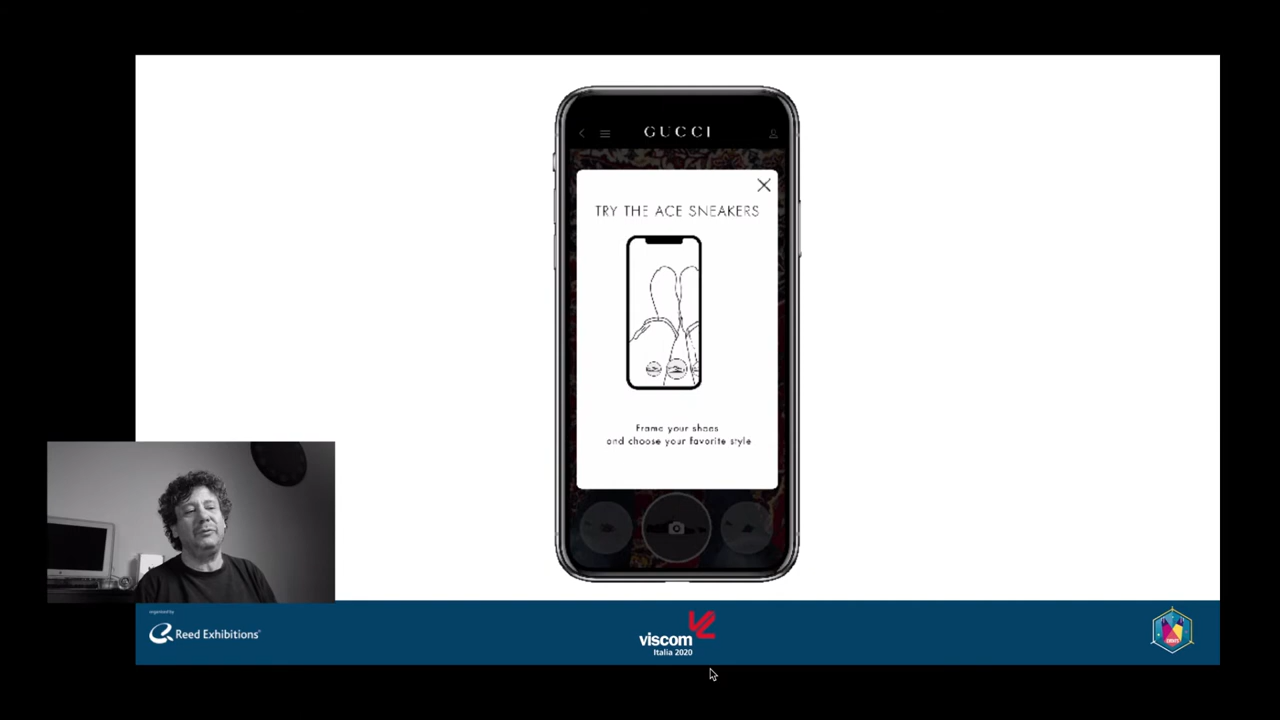 GUCCI
TRY THE ACE SNEAKERS
Frame your shoes
and choose your favorite style
organised by
Reed Exhibitions
viscom
Italia 2020